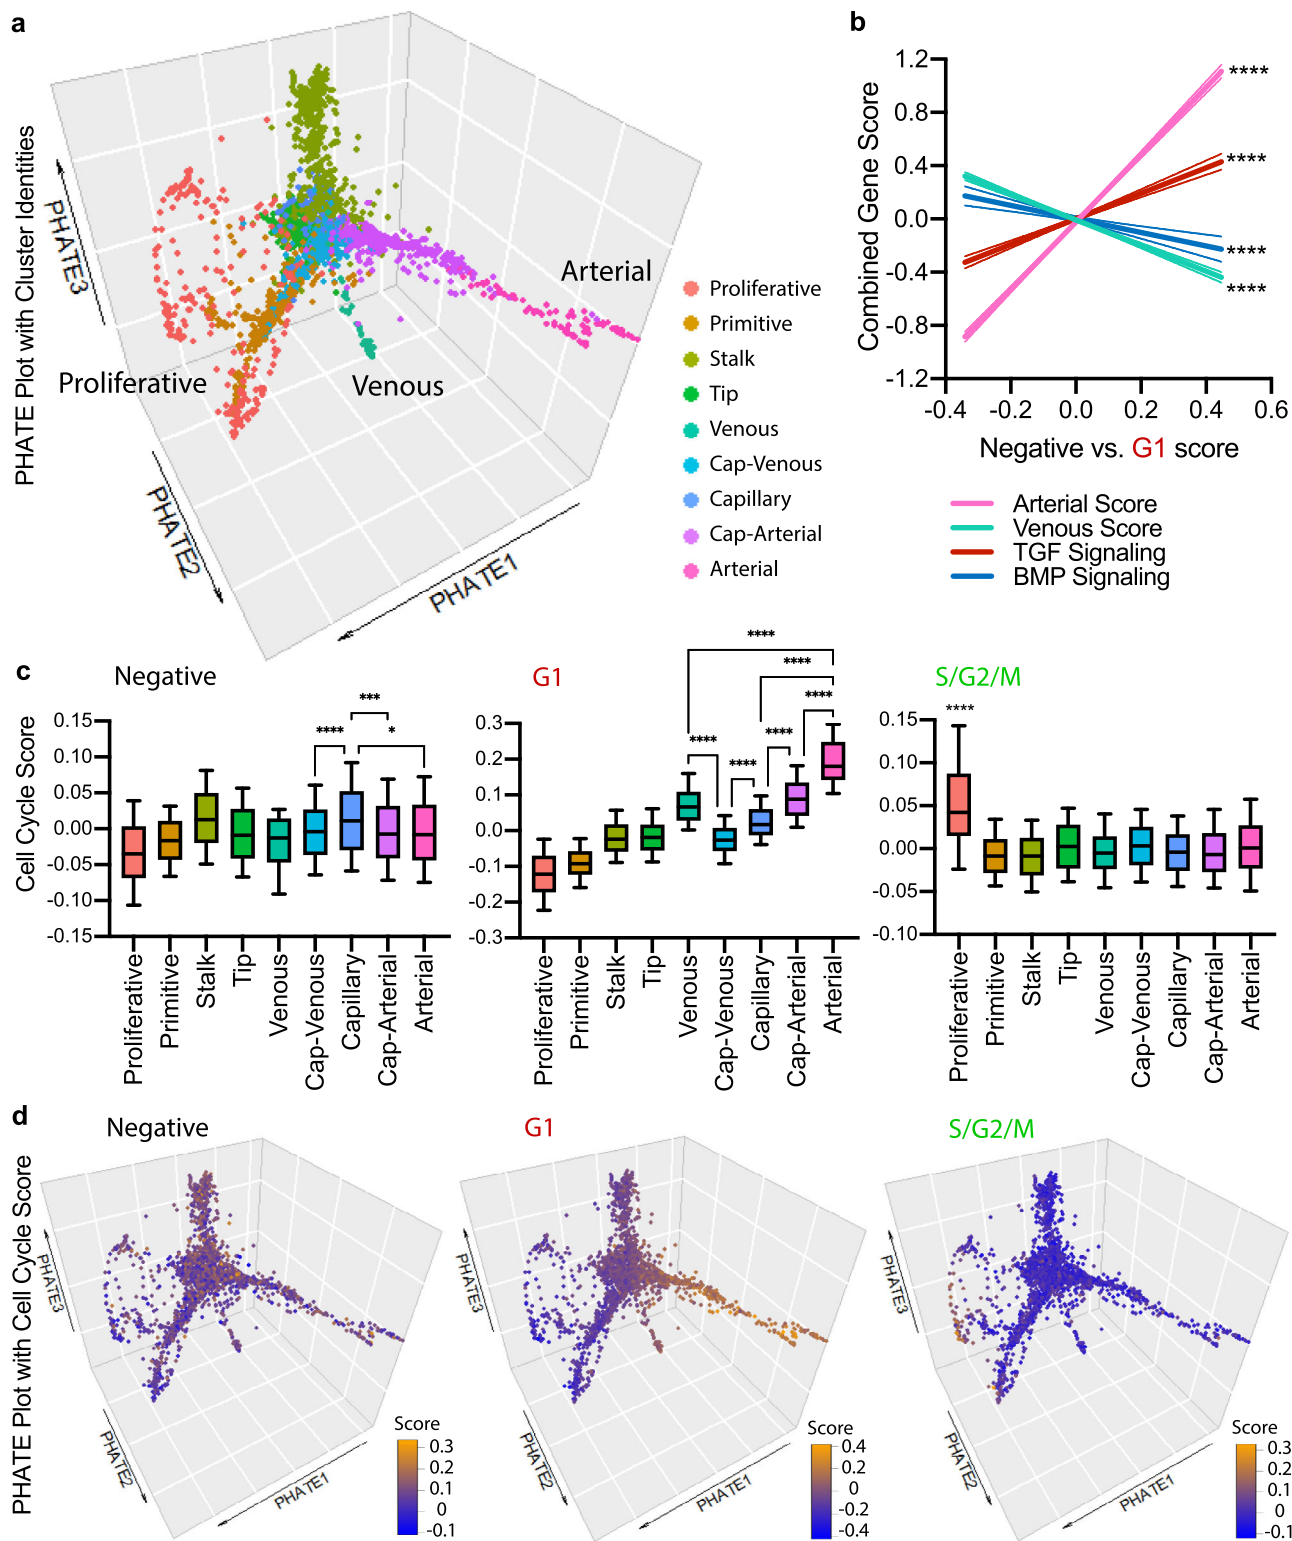 a
PHATE Plot with Cluster Identities
PHATE3
PHATE2
PHATE1
Proliferative
Venous
Arterial
Proliferative
Primitive
Stalk
Tip
Venous
Cap-Venous
Capillary
Cap-Arterial
Arterial
b
Combined Gene Score
1.2
0.8
0.4
0.0
-0.4
-0.8
-1.2
-0.4 -0.2 0.0 0.2 0.4 0.6
****
****
****
****
Negative vs. G1 score
Arterial Score
Venous Score
TGF Signaling
BMP Signaling
c
Cell Cycle Score
Negative
0.15
0.10
0.05
0.00
-0.05
-0.10
-0.15
****
***
*
Proliferative
Primitive
Stalk
Tip
Venous
Cap-Venous
Capillary
Cap-Arterial
Arterial
G1
0.3
0.2
0.1
0.0
-0.1
-0.2
-0.3
****
****
****
****
****
****
Proliferative
Primitive
Stalk
Tip
Venous
Cap-Venous
Capillary
Cap-Arterial
Arterial
S/G2/M
0.15
0.10
0.05
0.00
-0.05
-0.10
****
Proliferative
Primitive
Stalk
Tip
Venous
Cap-Venous
Capillary
Cap-Arterial
Arterial
d
PHATE Plot with Cell Cycle Score
Negative
PHATE3
PHATE2
PHATE1
Score
0.3
0.2
0.1
0
-0.1
G1
PHATE3
PHATE2
PHATE1
Score
0.4
0.2
0
-0.2
-0.4
S/G2/M
PHATE3
PHATE2
PHATE1
Score
0.3
0.2
0.1
0
-0.1